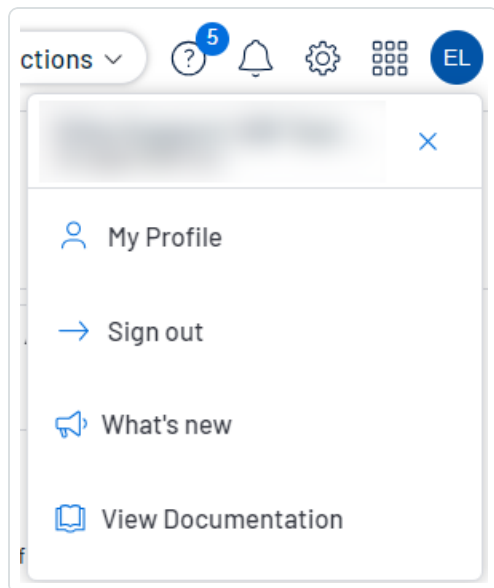 ctions
5
EL
My Profile
Sign out
What's new
View Documentation
f